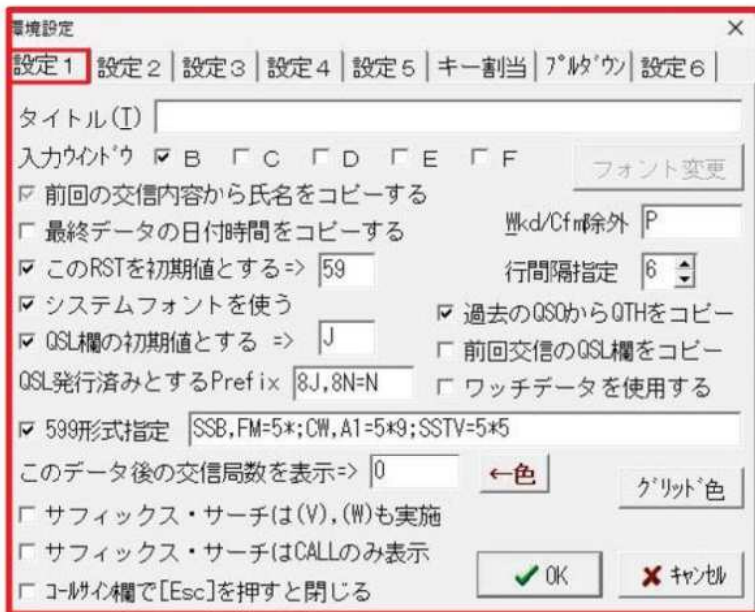 環境設定
設定1 設定2 設定3 設定4 設定5 キー割当 プルダウン 設定6
タイトル(T)
入力ウインドウ B C D E F
フォント変更
前回の交信内容から氏名をコピーする
最終データの日付時間をコピーする
Wkd/Cfm除外 P
このRSTを初期値とする=> 59
行間隔指定 6
システムフォントを使う
過去のQSOからQTHをコピー
QSL欄の初期値とする => J
前回交信のQSL欄をコピー
QSL発行済みとするPrefix 8J,8N=N
ワッチデータを使用する
599形式指定 SSB,FM=5*;CW,A1=5*9;SSTV=5*5
このデータ後の交信局数を表示=> 0
←色
グリッド色
サフィックス・サーチは(V),(W)も実施
サフィックス・サーチはCALLのみ表示
コールサイン欄で[Esc]を押すと閉じる
OK
キャンセル